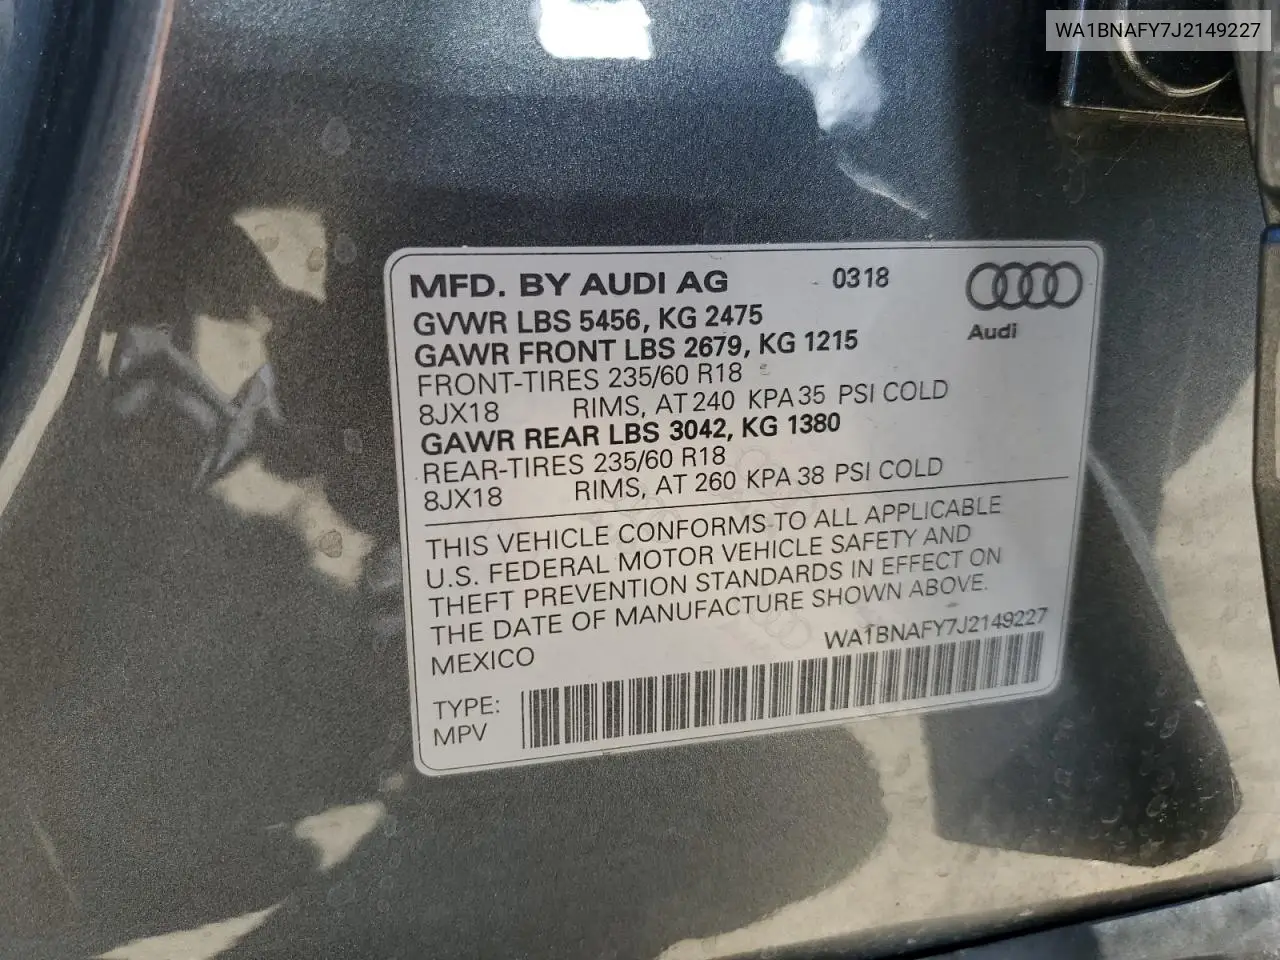 WA1BNAFY7J2149227
MFD. BY AUDI AG 0318
GVWR LBS 5456, KG 2475
GAWR FRONT LBS 2679, KG 1215
Audi
FRONT-TIRES 235/60 R18
8JX18 RIMS, AT 240 KPA 35 PSI COLD
GAWR REAR LBS 3042, KG 1380
REAR-TIRES 235/60 R18
8JX18 RIMS, AT 260 KPA 38 PSI COLD
THIS VEHICLE CONFORMS TO ALL APPLICABLE
U.S. FEDERAL MOTOR VEHICLE SAFETY AND
THEFT PREVENTION STANDARDS IN EFFECT ON
THE DATE OF MANUFACTURE SHOWN ABOVE.
MEXICO WA1BNAFY7J2149227
TYPE:
MPV